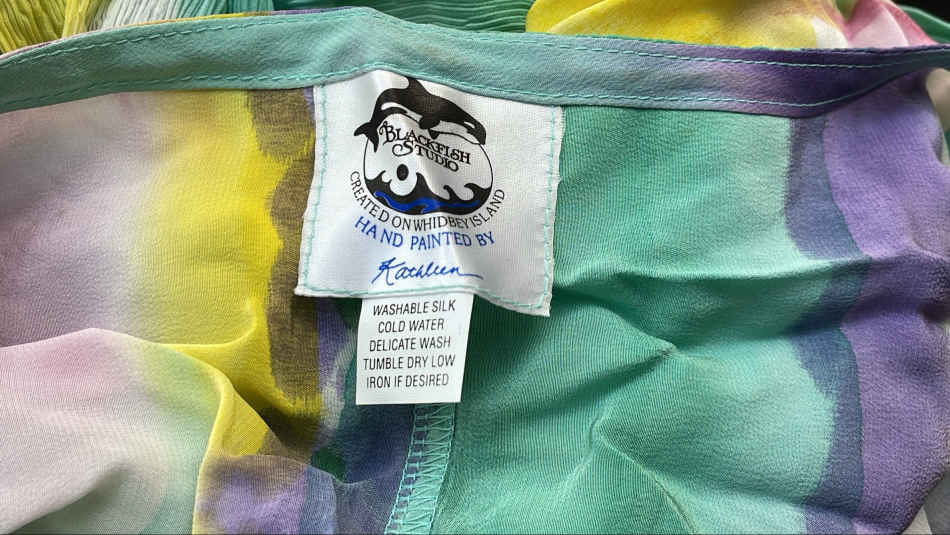 BLACKFISH
STUDIO
CREATED ON WHIDBEY ISLAND
HAND PAINTED BY
Kathleen
WASHABLE SILK
COLD WATER
DELICATE WASH
TUMBLE DRY LOW
IRON IF DESIRED